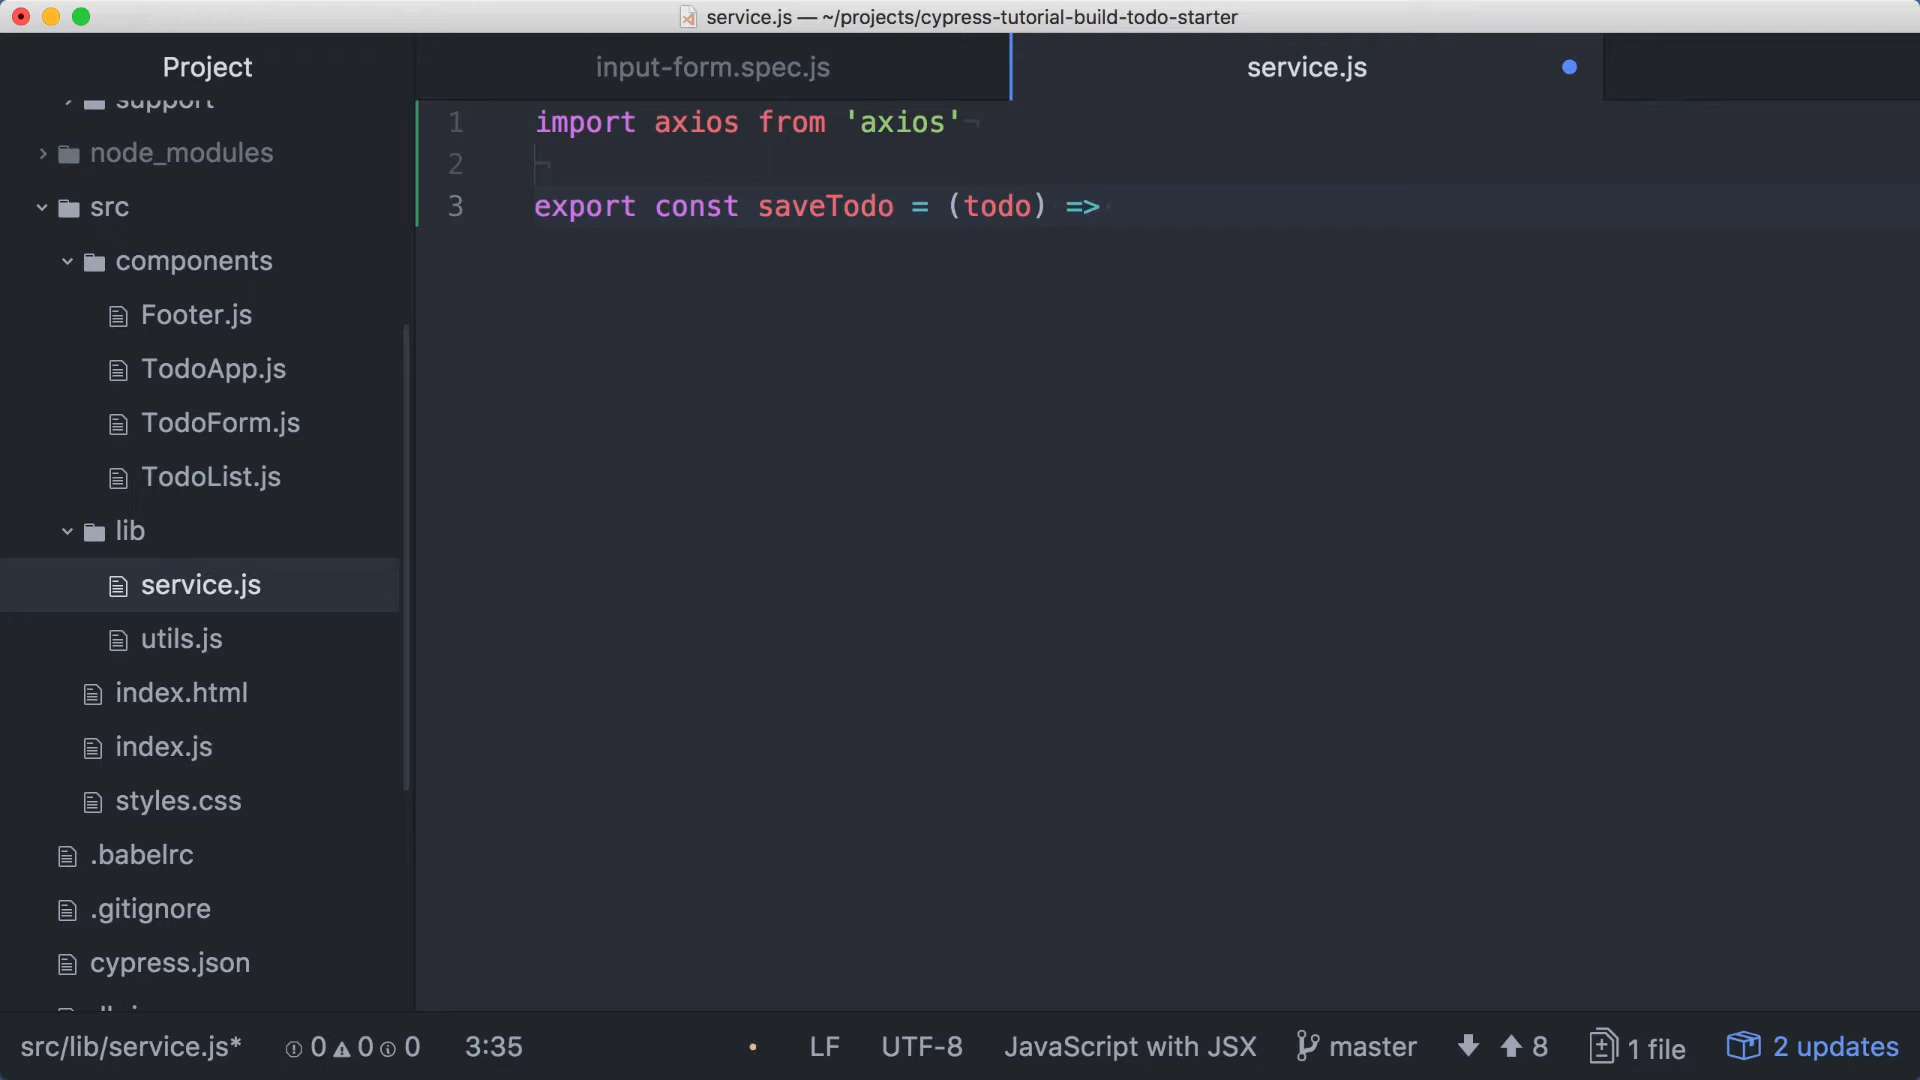 service.js — ~/projects/cypress-tutorial-build-todo-starter
Project
input-form.spec.js
service.js
support
node_modules
src
components
Footer.js
TodoApp.js
TodoForm.js
TodoList.js
lib
service.js
utils.js
index.html
index.js
styles.css
.babelrc
.gitignore
cypress.json
1 import axios from 'axios'
2
3 export const saveTodo = (todo) =>
src/lib/service.js* 0 0 0 3:35 LF UTF-8 JavaScript with JSX master 8 1 file 2 updates